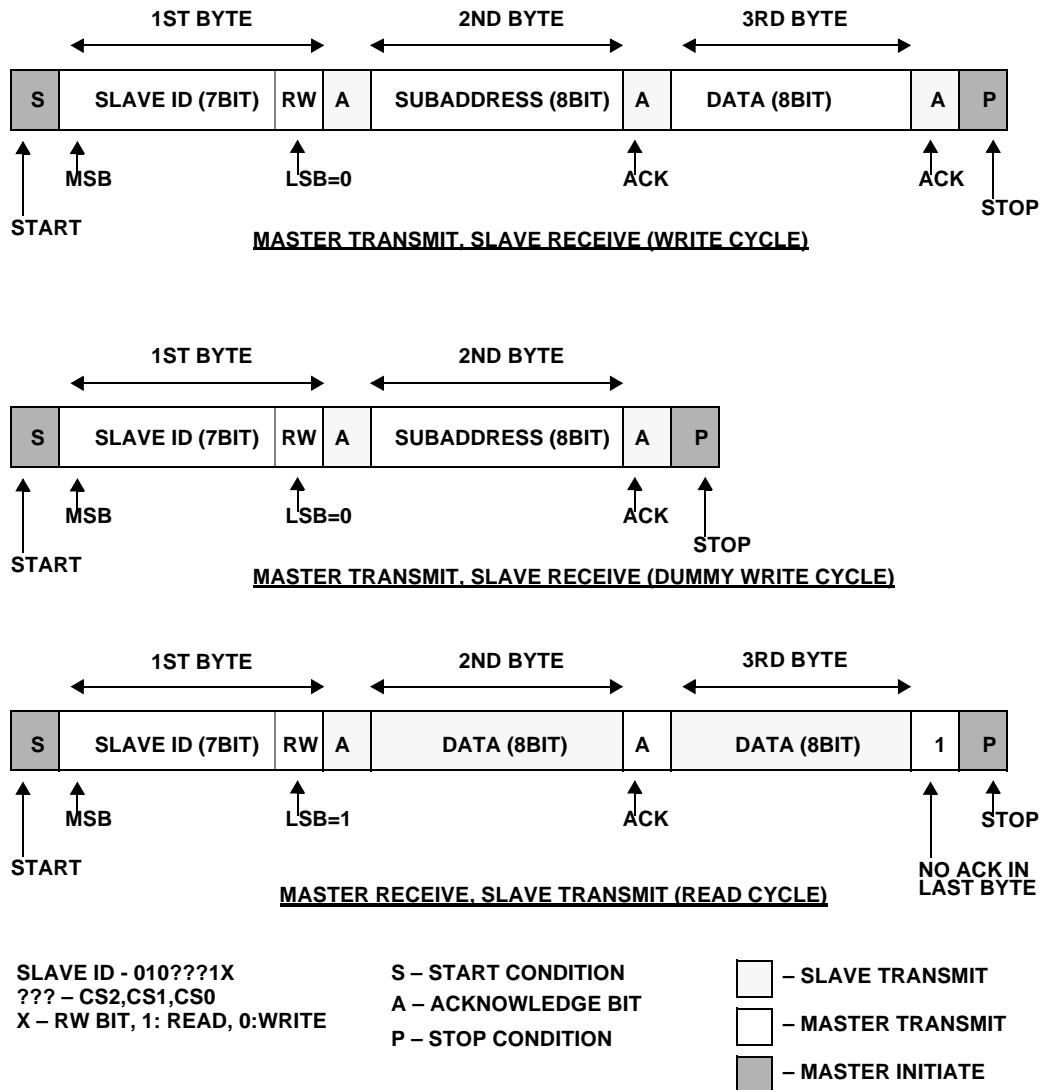 1ST BYTE 2ND BYTE 3RD BYTE
S SLAVE ID (7BIT) RW A SUBADDRESS (8BIT) A DATA (8BIT) A P
MSB LSB=0 ACK ACK
START STOP
MASTER TRANSMIT, SLAVE RECEIVE (WRITE CYCLE)
1ST BYTE 2ND BYTE
S SLAVE ID (7BIT) RW A SUBADDRESS (8BIT) A P
MSB LSB=0 ACK
START STOP
MASTER TRANSMIT, SLAVE RECEIVE (DUMMY WRITE CYCLE)
1ST BYTE 2ND BYTE 3RD BYTE
S SLAVE ID (7BIT) RW A DATA (8BIT) A DATA (8BIT) 1 P
MSB LSB=1 ACK STOP
START NO ACK IN
LAST BYTE
MASTER RECEIVE, SLAVE TRANSMIT (READ CYCLE)
SLAVE ID - 010???1X
??? – CS2,CS1,CS0
X – RW BIT, 1: READ, 0:WRITE
S – START CONDITION
A – ACKNOWLEDGE BIT
P – STOP CONDITION
– SLAVE TRANSMIT
– MASTER TRANSMIT
– MASTER INITIATE